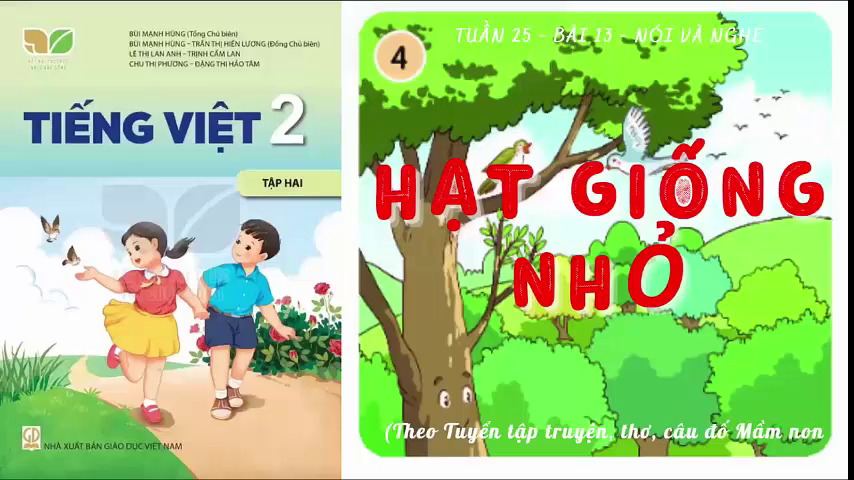 BÙI MẠNH HÙNG (Tổng Chủ biên)
BÙI MẠNH HÙNG - TRẦN THỊ HIỀN LƯƠNG (Đồng Chủ biên)
LÊ THỊ LAN ANH - TRỊNH CẨM LAN
CHU THỊ PHƯƠNG - ĐẶNG THỊ HẢO TÂM
TIẾNG VIỆT 2
TẬP HAI
NHÀ XUẤT BẢN GIÁO DỤC VIỆT NAM
TUẦN 25 - BÀI 13 - NÓI VÀ NGHE
4
HẠT GIỐNG
NHỎ
(Theo Tuyển tập truyện, thơ, câu đố Mầm non